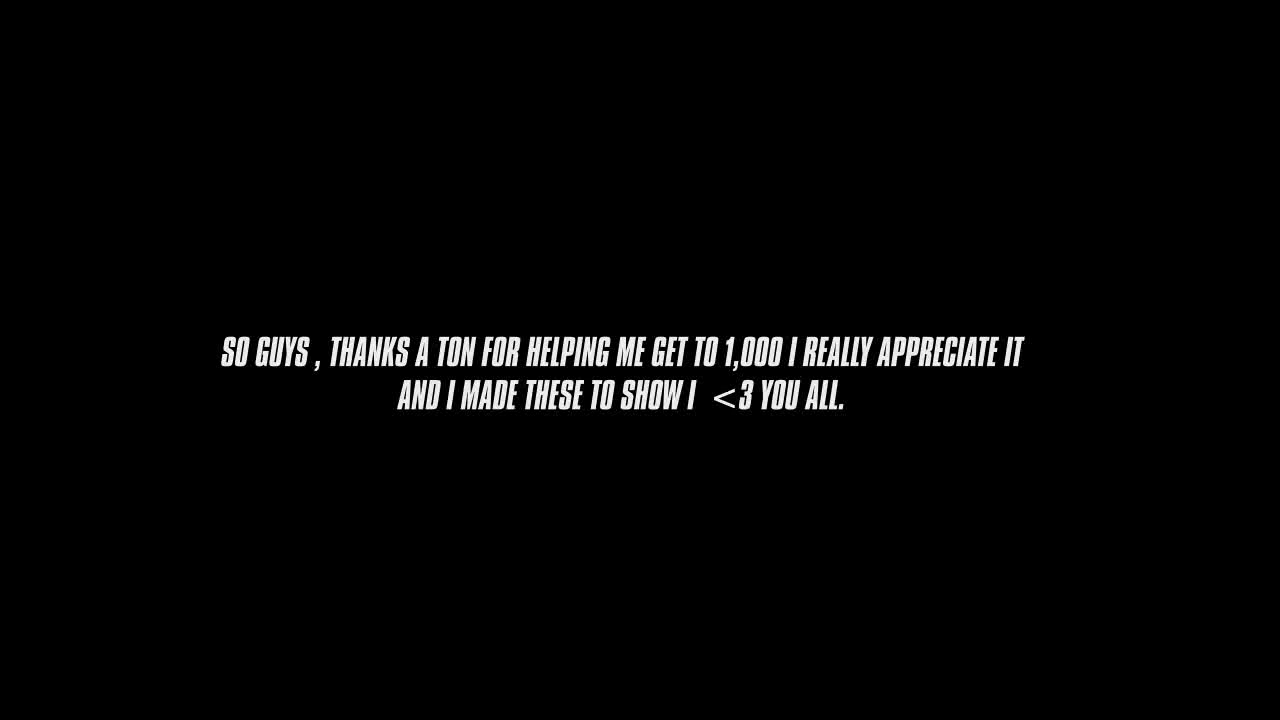 SO GUYS , THANKS A TON FOR HELPING ME GET TO 1,000 I REALLY APPRECIATE IT
AND I MADE THESE TO SHOW I <3 YOU ALL.